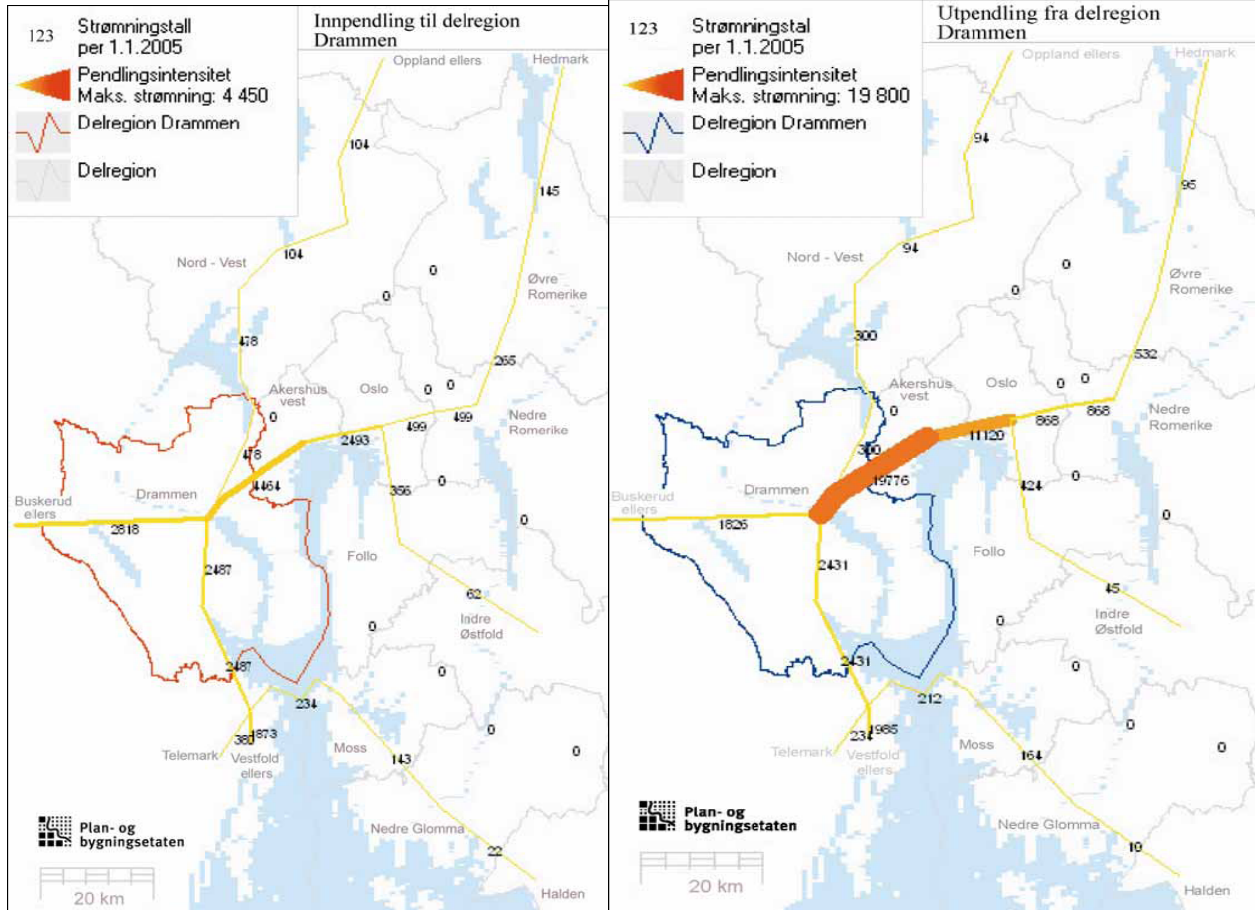 123
Strømningstall
per 1.1.2005
Pendlingsintensitet
Maks. strømning: 4 450
Delregion Drammen
Delregion
Innpendling til delregion
Drammen
Oppland ellers
Hedmark
104
145
104
Nord - Vest
0
0
Øvre
Romerike
478
265
Akershus
vest
Oslo
0
0
0
499
499
Nedre
Romerike
2493
478
4464
356
0
Drammen
Buskerud
ellers
2818
0
2487
Follo
62
Indre
Østfold
0
2487
0
234
380
1873
0
0
Telemark
Vestfold
ellers
Moss
143
Plan- og
bygningsetaten
Nedre Glomma
22
Halden
20 km
123
Strømningstal
per 1.1.2005
Pendlingsintensitet
Maks. strømning: 19 800
Delregion Drammen
Delregion
Utpendling fra delregion
Drammen
Oppland ellers
Hedmark
94
95
94
Nord - Vest
0
0
Øvre
Romerike
300
532
Akershus
vest
Oslo
0
0
0
868
868
Nedre
Romerike
11120
300
19776
424
0
Drammen
Buskerud
ellers
1826
0
2431
Follo
45
Indre
Østfold
0
2431
0
212
234
1985
0
0
Telemark
Vestfold
ellers
Moss
164
Plan- og
bygningsetaten
Nedre Glomma
10
Halden
20 km